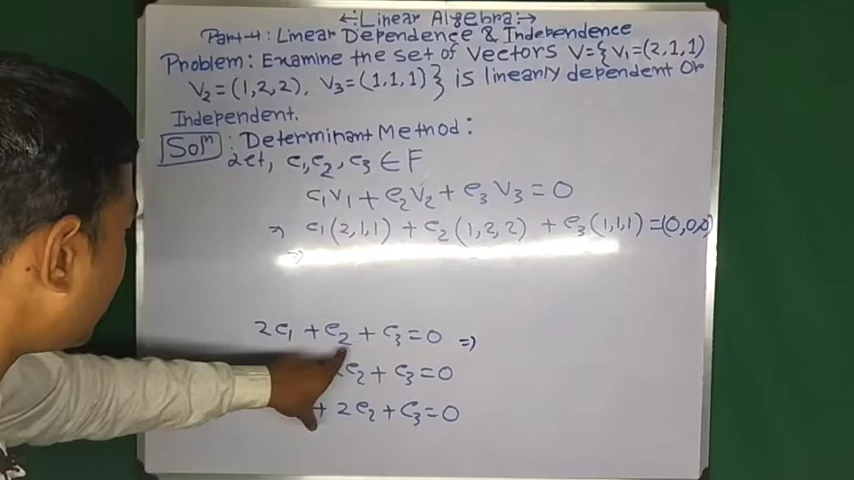 ←:Linear Algebra:→
Part-4: Linear Dependence & Independence
Problem: Examine the set of Vectors V={V₁=(2,1,1)
V₂=(1,2,2), V₃=(1,1,1)} is linearly dependent Or
Independent.
Solⁿ : Determinant Method:
Let, c₁,c₂,c₃ ∈ F
c₁V₁+c₂V₂+c₃V₃=0
⇒ c₁(2,1,1)+c₂(1,2,2)+c₃(1,1,1)=(0,0,0)
⇒
2c₁+c₂+c₃=0 ⇒
2c₂+c₃=0
+2c₂+c₃=0